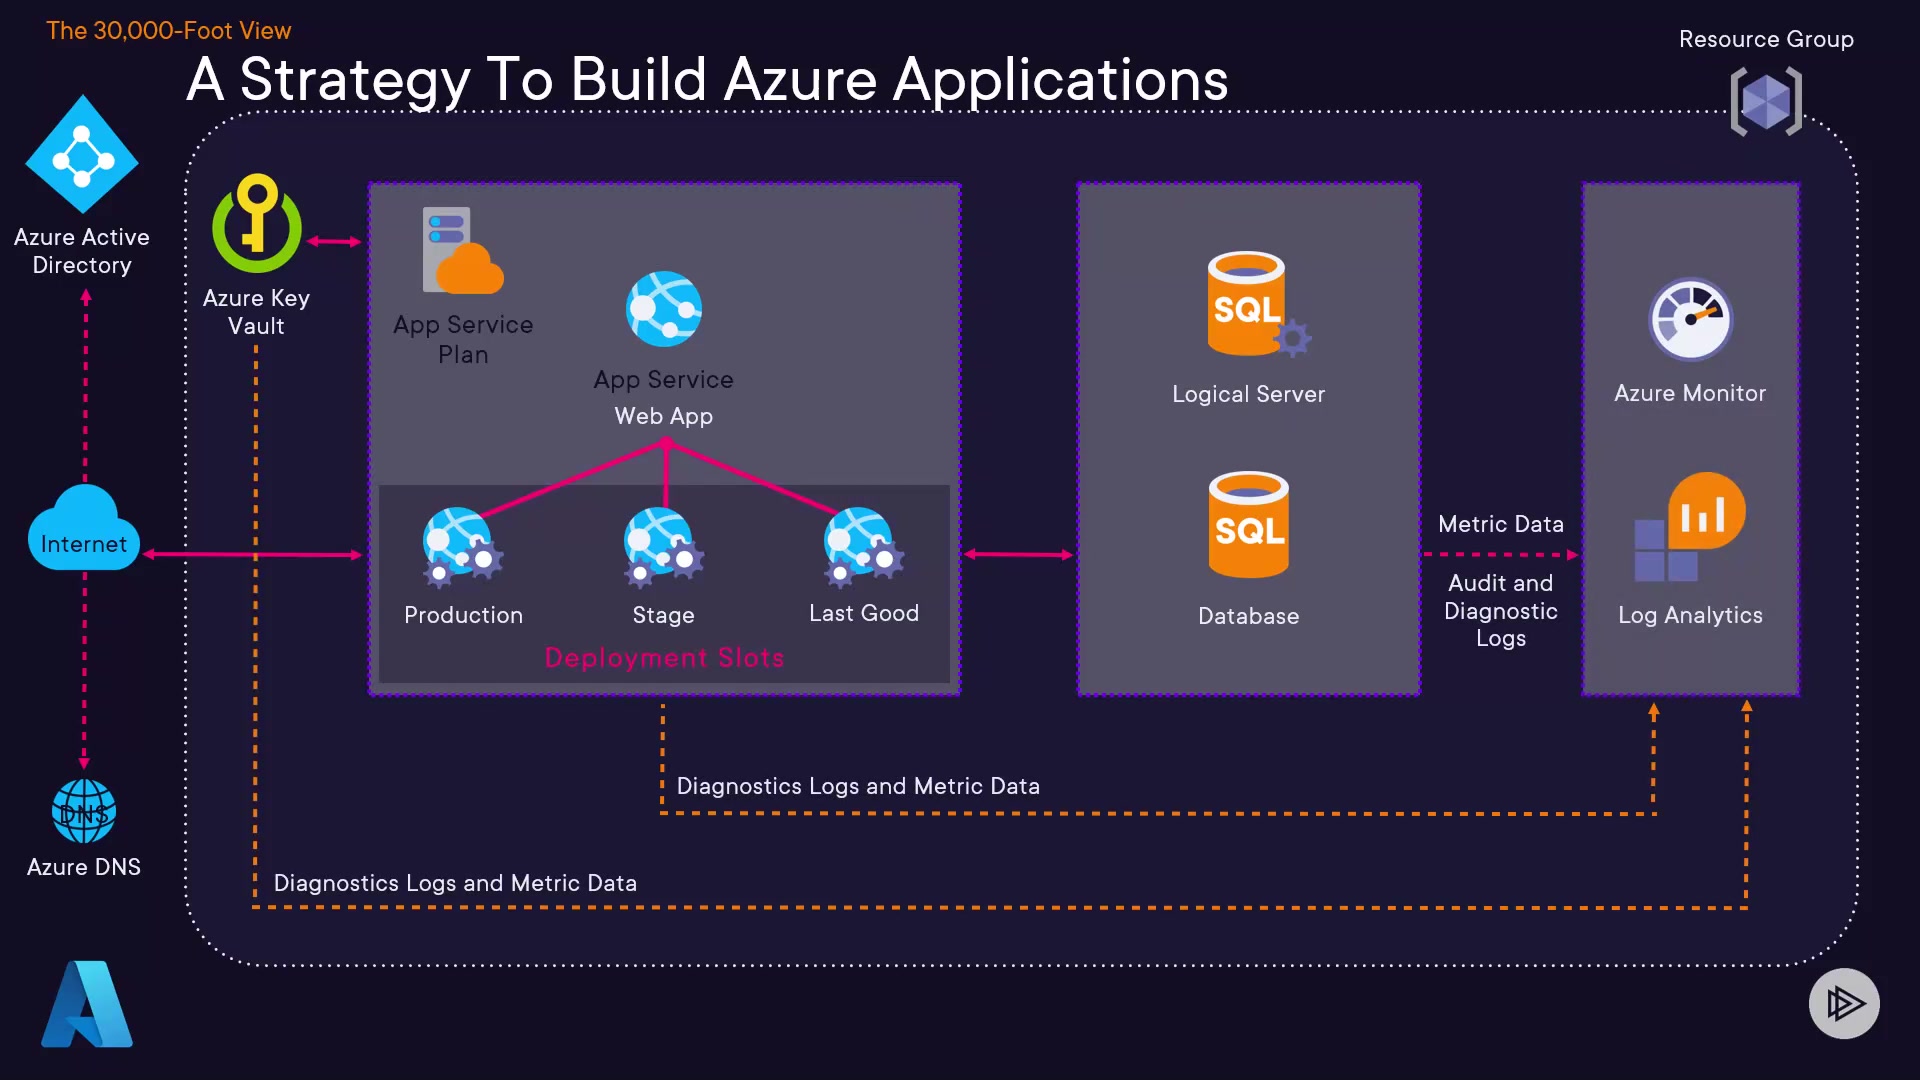 The 30,000-Foot View
A Strategy To Build Azure Applications
Resource Group
Azure Active
Directory
Azure Key
Vault
App Service
Plan
App Service
Web App
Logical Server
Azure Monitor
Internet
Production
Stage
Last Good
Deployment Slots
SQL
SQL
Database
Metric Data
Audit and
Diagnostic
Logs
Log Analytics
Diagnostics Logs and Metric Data
DNS
Azure DNS
Diagnostics Logs and Metric Data